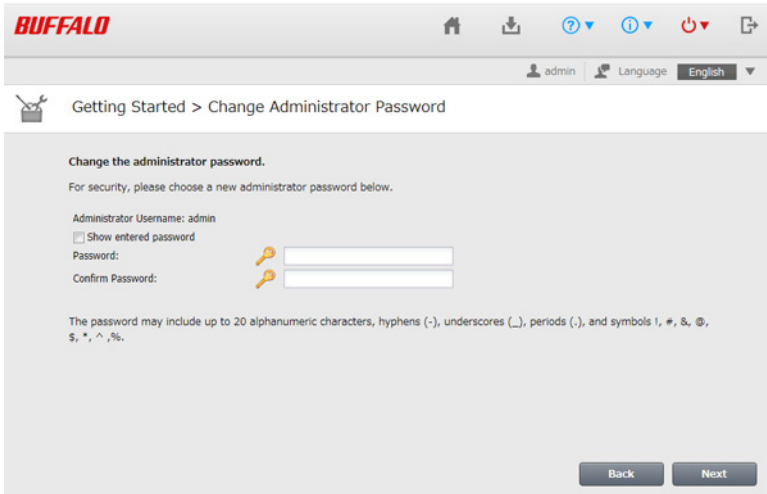 BUFFALO
admin Language English
Getting Started > Change Administrator Password
Change the administrator password.
For security, please choose a new administrator password below.
Administrator Username: admin
Show entered password
Password:
Confirm Password:
The password may include up to 20 alphanumeric characters, hyphens (-), underscores (_), periods (.), and symbols !, #, &, @,
$, *, ^ ,%.
Back Next